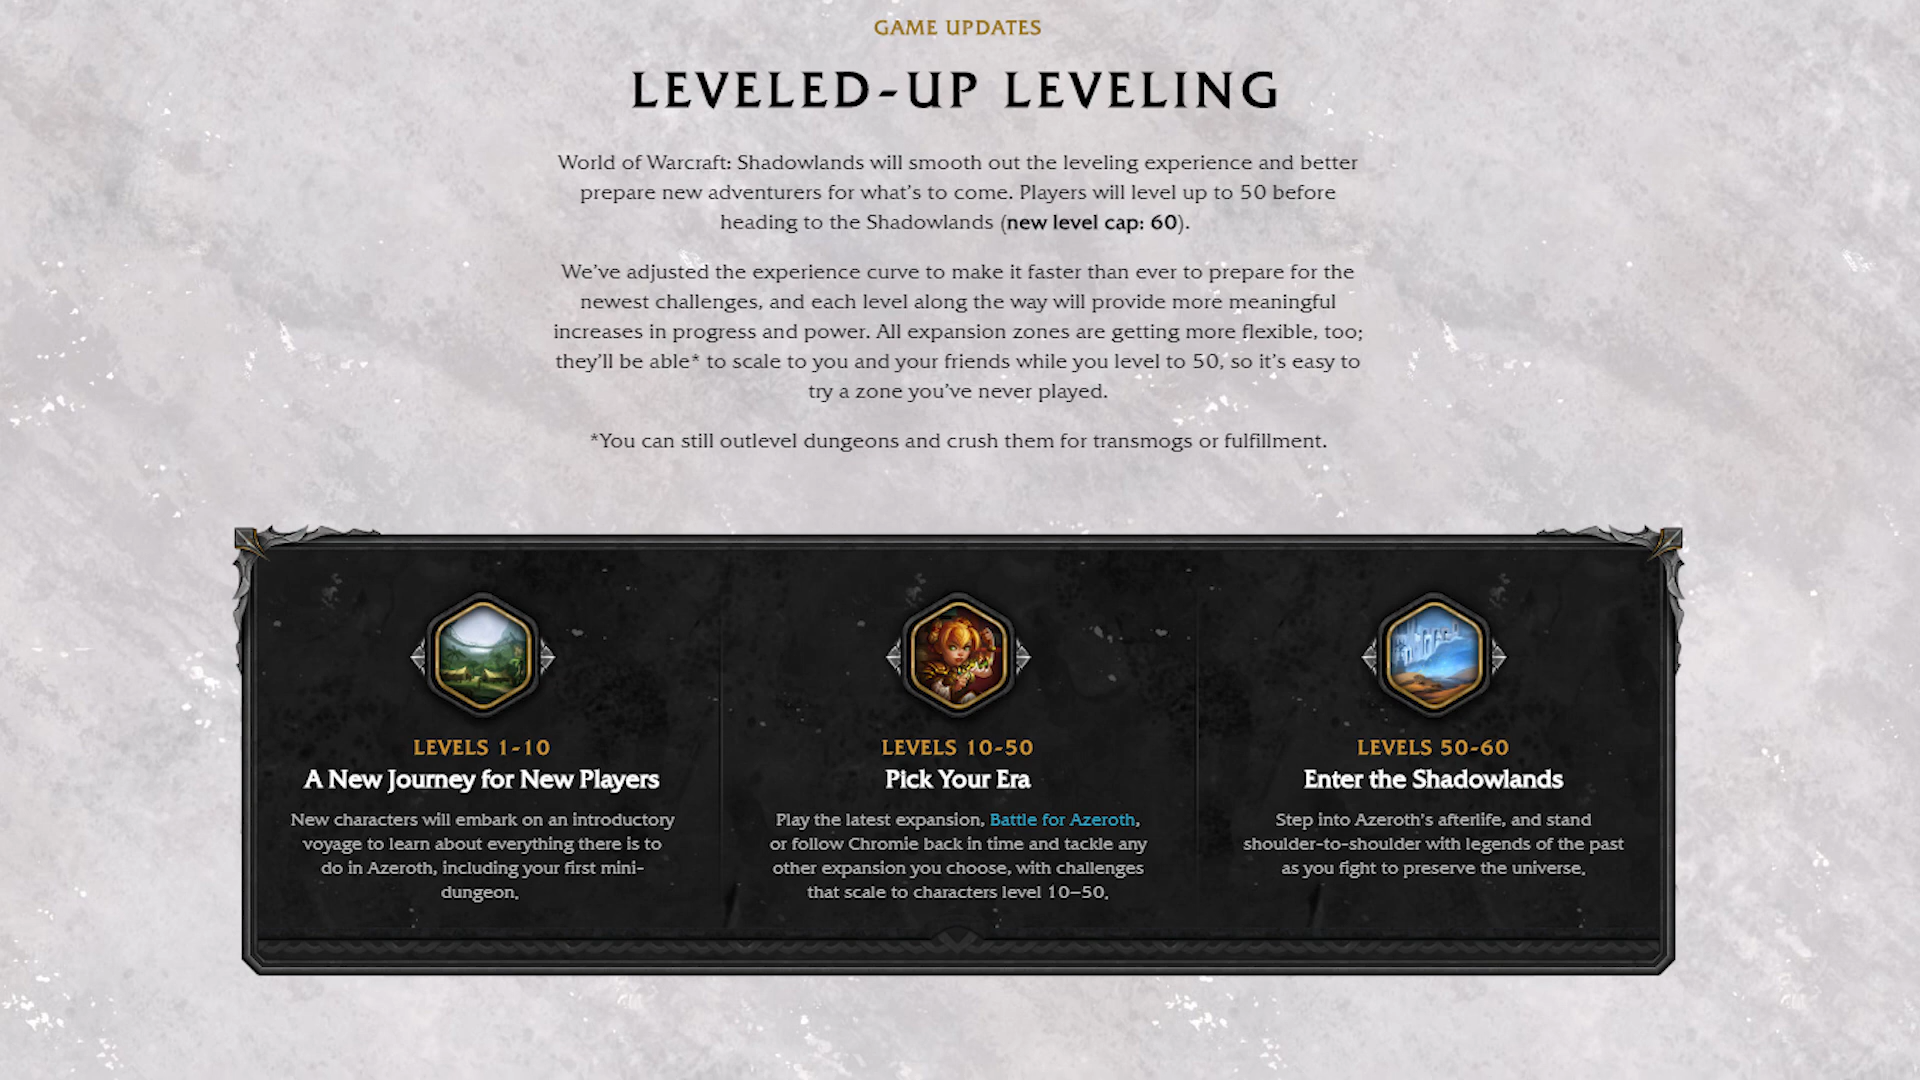 GAME UPDATES
LEVELED-UP LEVELING
World of Warcraft: Shadowlands will smooth out the leveling experience and better
prepare new adventurers for what's to come. Players will level up to 50 before
heading to the Shadowlands (new level cap: 60).
We've adjusted the experience curve to make it faster than ever to prepare for the
newest challenges, and each level along the way will provide more meaningful
increases in progress and power. All expansion zones are getting more flexible, too;
they'll be able* to scale to you and your friends while you level to 50, so it's easy to
try a zone you've never played.
*You can still outlevel dungeons and crush them for transmogs or fulfillment.
LEVELS 1-10
A New Journey for New Players
New characters will embark on an introductory
voyage to learn about everything there is to
do in Azeroth, including your first mini-
dungeon.
LEVELS 10-50
Pick Your Era
Play the latest expansion, Battle for Azeroth,
or follow Chromie back in time and tackle any
other expansion you choose, with challenges
that scale to characters level 10–50.
LEVELS 50-60
Enter the Shadowlands
Step into Azeroth's afterlife, and stand
shoulder-to-shoulder with legends of the past
as you fight to preserve the universe.